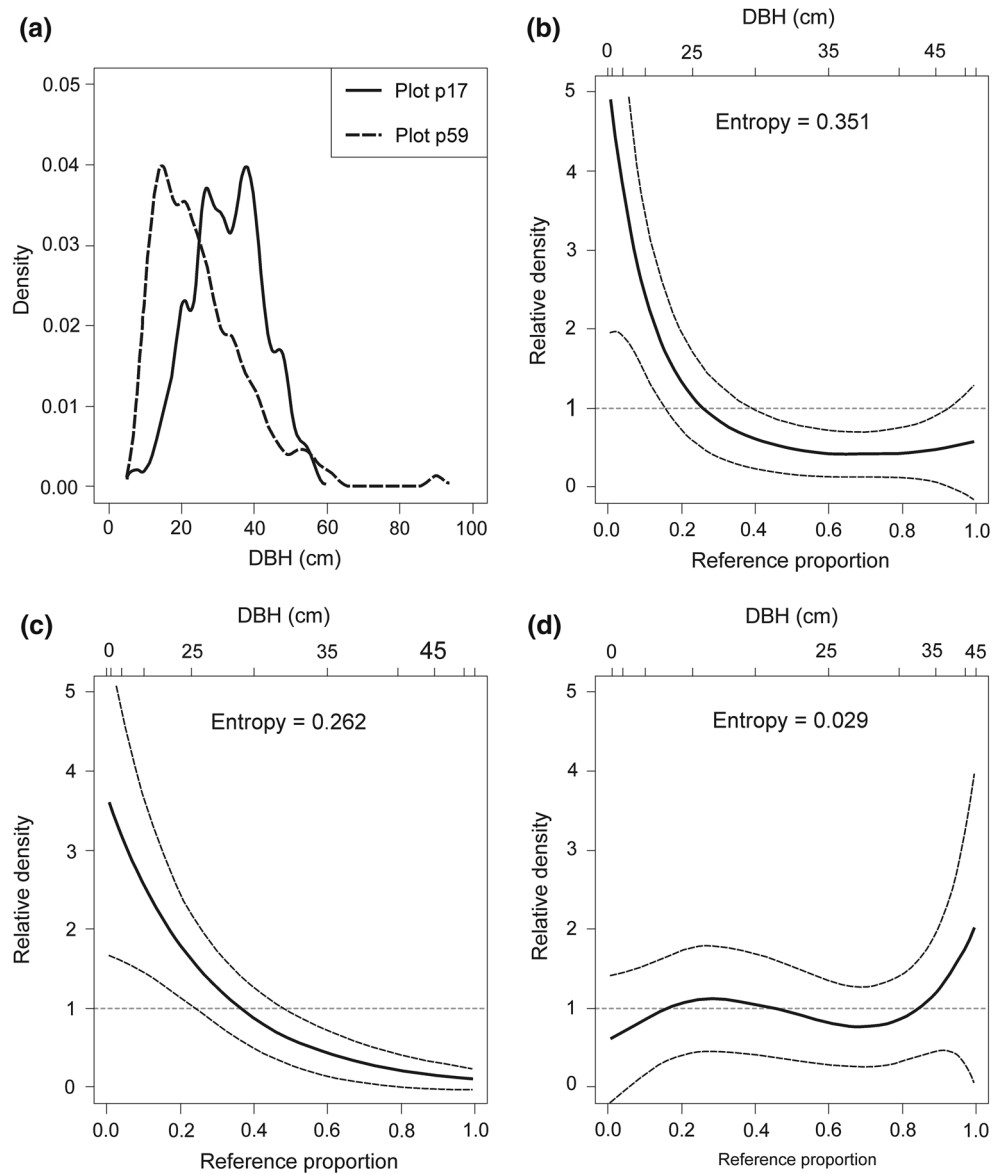 (a)
0.05
0.04
0.03
0.02
0.01
0.00
Density
0 20 40 60 80 100
DBH (cm)
Plot p17
Plot p59
(b)
DBH (cm)
0 25 35 45
Entropy = 0.351
5
4
3
2
1
0
Relative density
0.0 0.2 0.4 0.6 0.8 1.0
Reference proportion
(c)
DBH (cm)
0 25 35 45
Entropy = 0.262
5
4
3
2
1
0
Relative density
0.0 0.2 0.4 0.6 0.8 1.0
Reference proportion
(d)
DBH (cm)
0 25 35 45
Entropy = 0.029
5
4
3
2
1
0
Relative density
0.0 0.2 0.4 0.6 0.8 1.0
Reference proportion